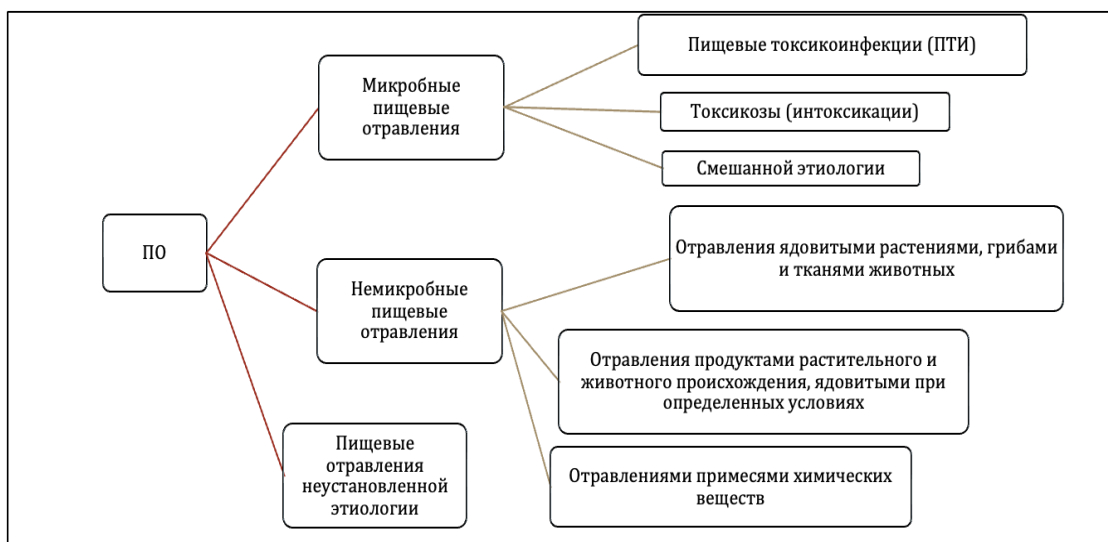 ПО
Микробные
пищевые
отравления
Пищевые токсикоинфекции (ПТИ)
Токсикозы (интоксикации)
Смешанной этиологии
Немикробные
пищевые
отравления
Отравления ядовитыми растениями, грибами
и тканями животных
Отравления продуктами растительного и
животного происхождения, ядовитыми при
определенных условиях
Отравлениями примесями химических
веществ
Пищевые
отравления
неустановленной
этиологии